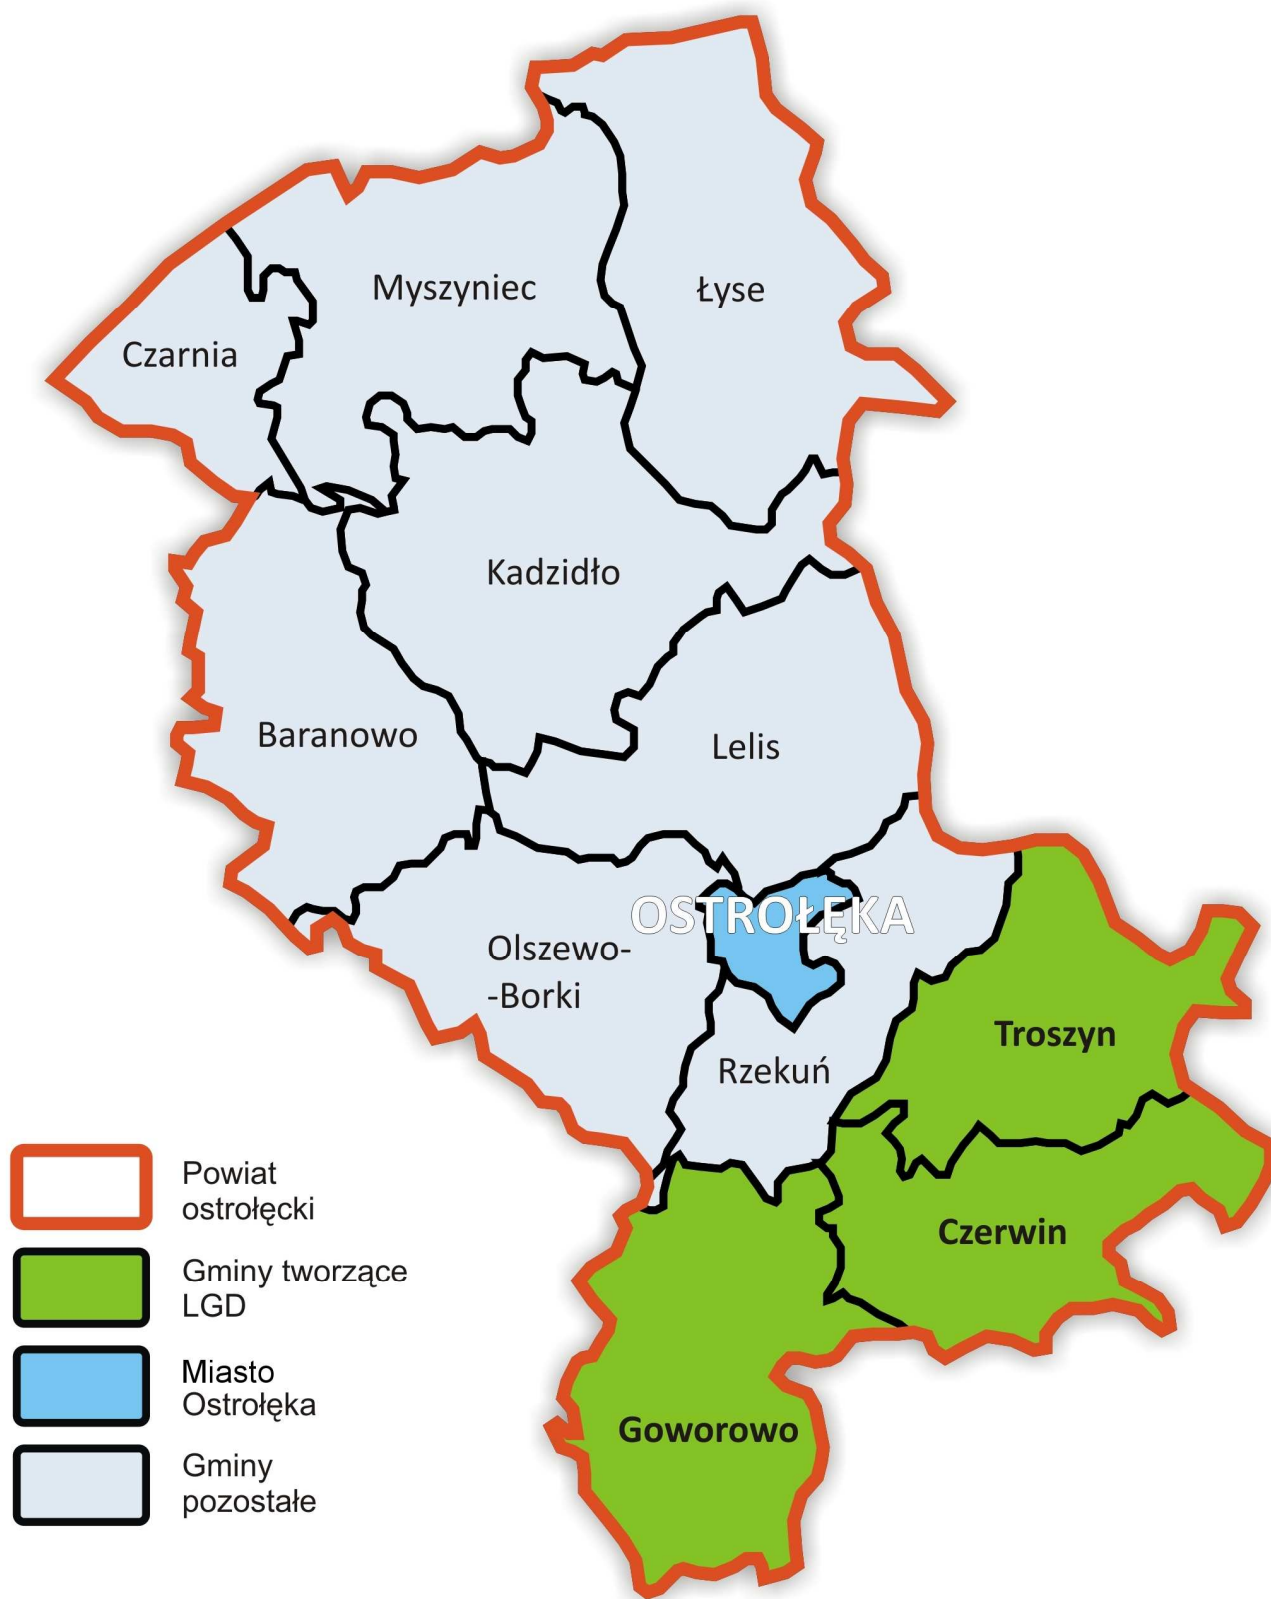 Myszyniec
Łyse
Czarnia
Kadzidło
Baranowo
Lelis
OSTROŁĘKA
Olszewo-
-Borki
Troszyn
Rzekuń
Czerwin
Goworowo
Powiat
ostrołęcki
Gminy tworzące
LGD
Miasto
Ostrołęka
Gminy
pozostałe